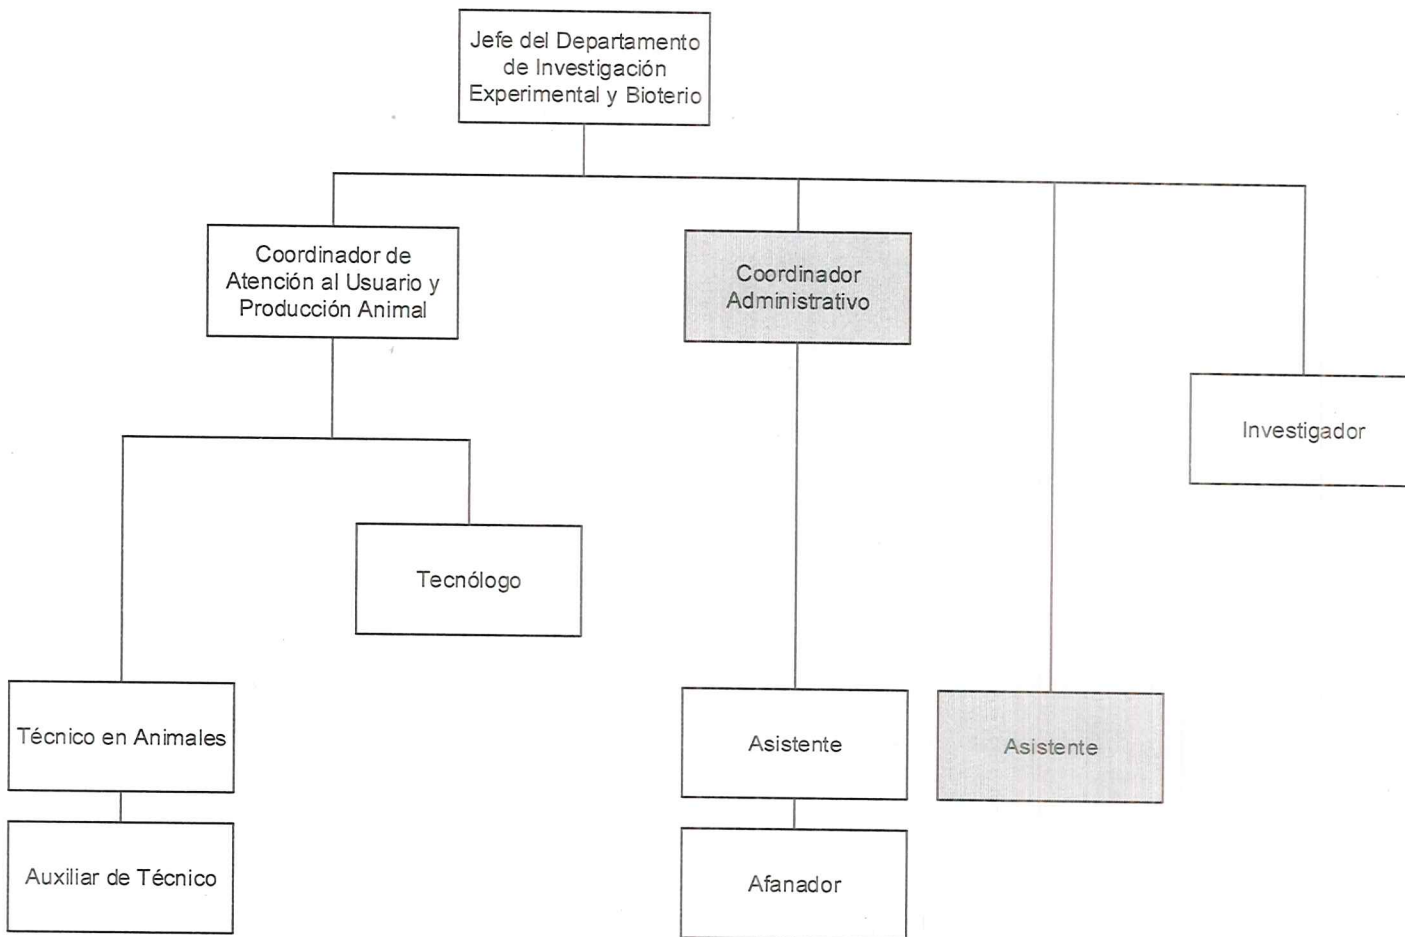 Jefe del Departamento
de Investigación
Experimental y Bioterio
Coordinador de
Atención al Usuario y
Producción Animal
Coordinador
Administrativo
Investigador
Tecnólogo
Técnico en Animales
Asistente
Asistente
Auxiliar de Técnico
Afanador